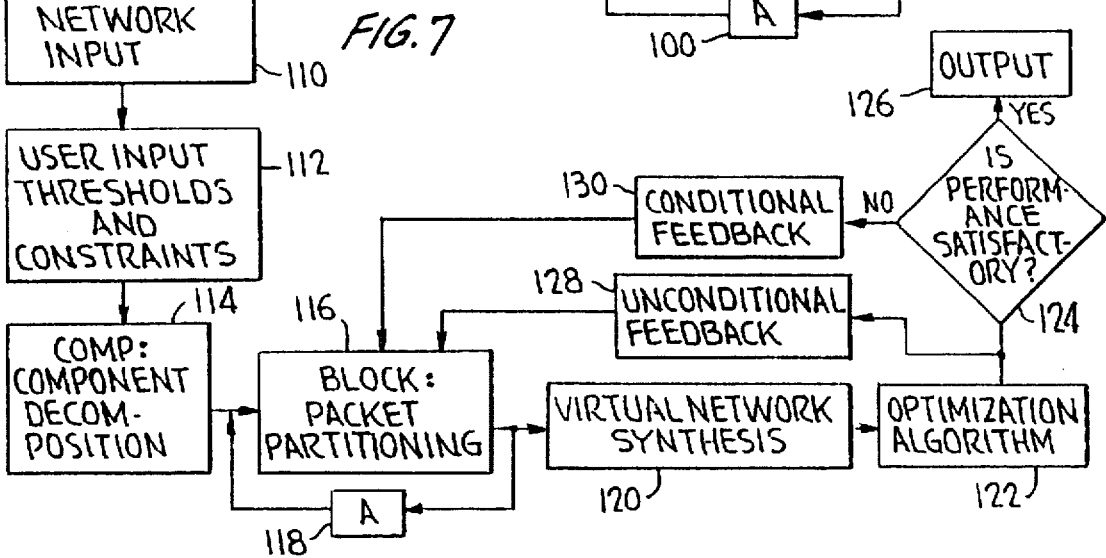 NETWORK
INPUT
110
FIG. 7
A
100
OUTPUT
126
YES
USER INPUT
THRESHOLDS
AND
CONSTRAINTS
112
130
CONDITIONAL
FEEDBACK
NO
IS
PERFORM-
ANCE
SATISFACT-
ORY?
124
128
UNCONDITIONAL
FEEDBACK
114
COMP:
COMPONENT
DECOM-
POSITION
116
BLOCK:
PACKET
PARTITIONING
VIRTUAL NETWORK
SYNTHESIS
120
OPTIMIZATION
ALGORITHM
122
A
118